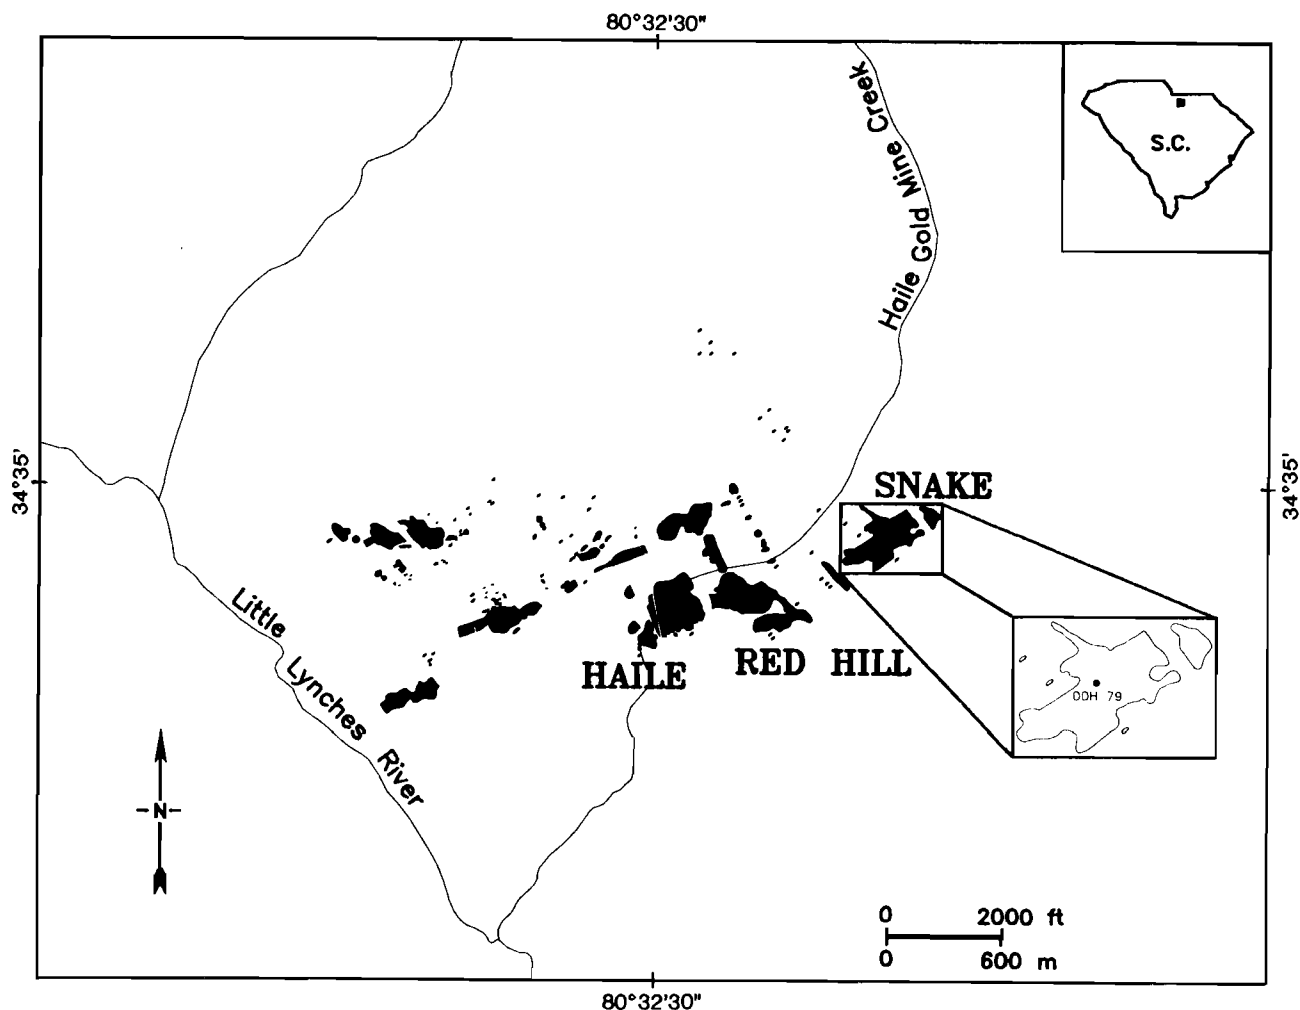 80°32'30"
Haile Gold Mine Creek
S.C.
34°35'
34°35'
SNAKE
Little Lynches River
HAILE
RED HILL
DDH 79
N
0 2000 ft
0 600 m
80°32'30"